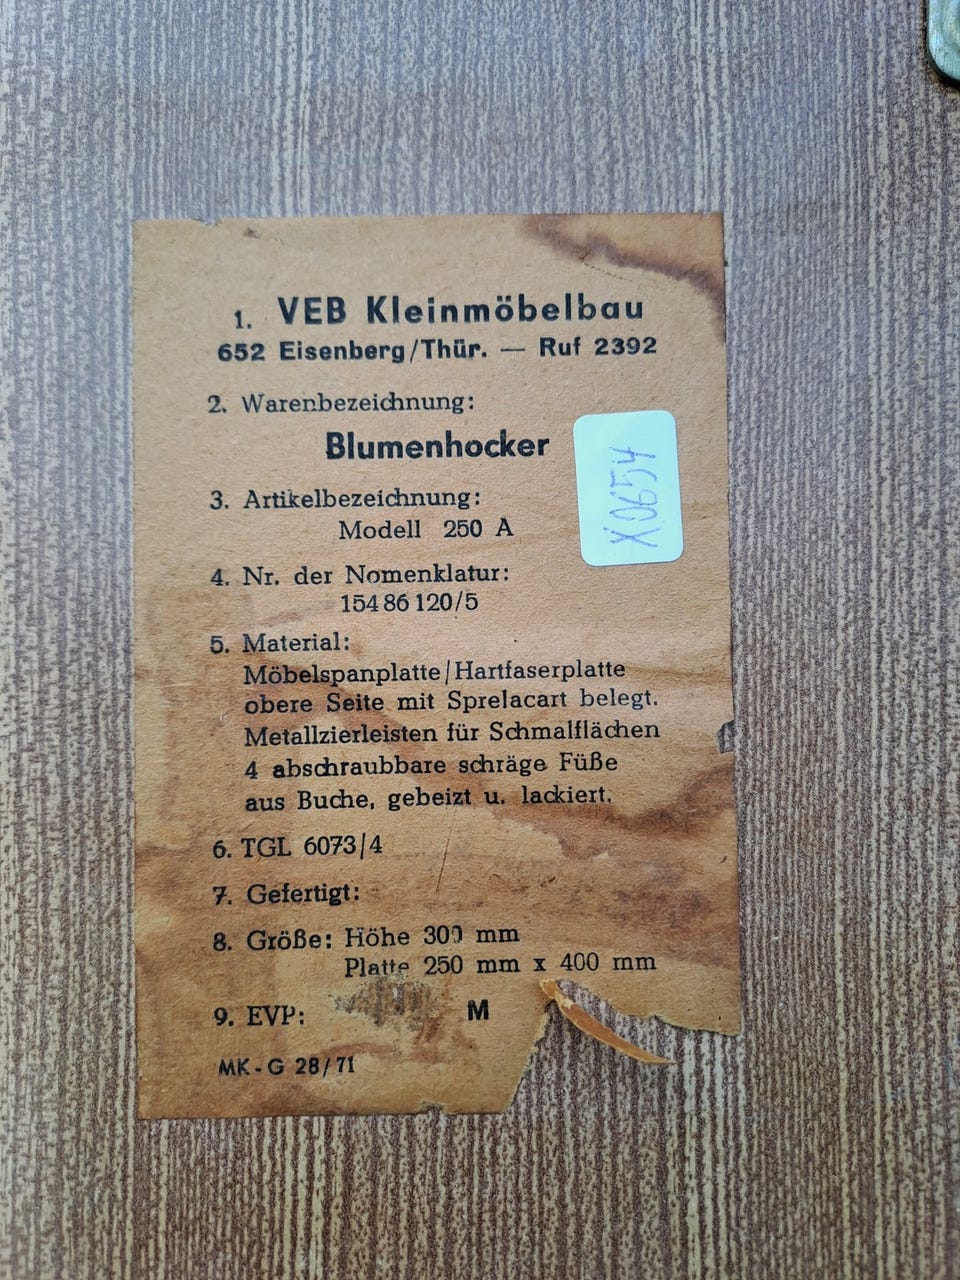 1. VEB Kleinmöbelbau
652 Eisenberg/Thür. — Ruf 2392
2. Warenbezeichnung:
Blumenhocker
3. Artikelbezeichnung:
Modell 250 A
4. Nr. der Nomenklatur:
154 86 120/5
5. Material:
Möbelspanplatte/Hartfaserplatte
obere Seite mit Sprelacart belegt.
Metallzierleisten für Schmalflächen
4 abschraubbare schräge Füße
aus Buche, gebeizt u. lackiert.
6. TGL 6073/4
7. Gefertigt:
8. Größe: Höhe 300 mm
Platte 250 mm x 400 mm
9. EVP: M
MK-G 28/71
X0654